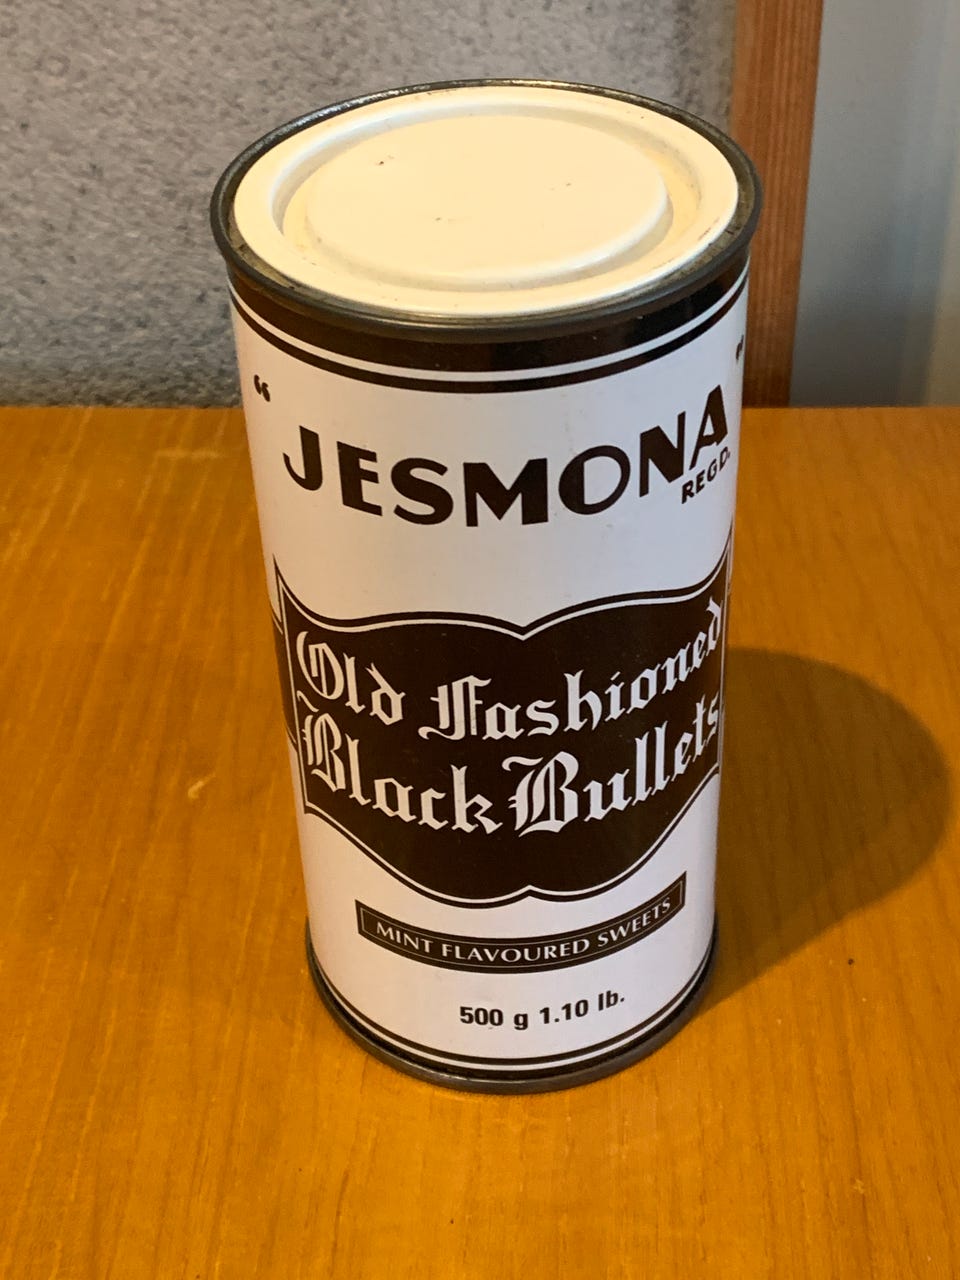 “JESMONA”
REGD.
Old Fashioned
Black Bullets
MINT FLAVOURED SWEETS
500 g 1.10 lb.